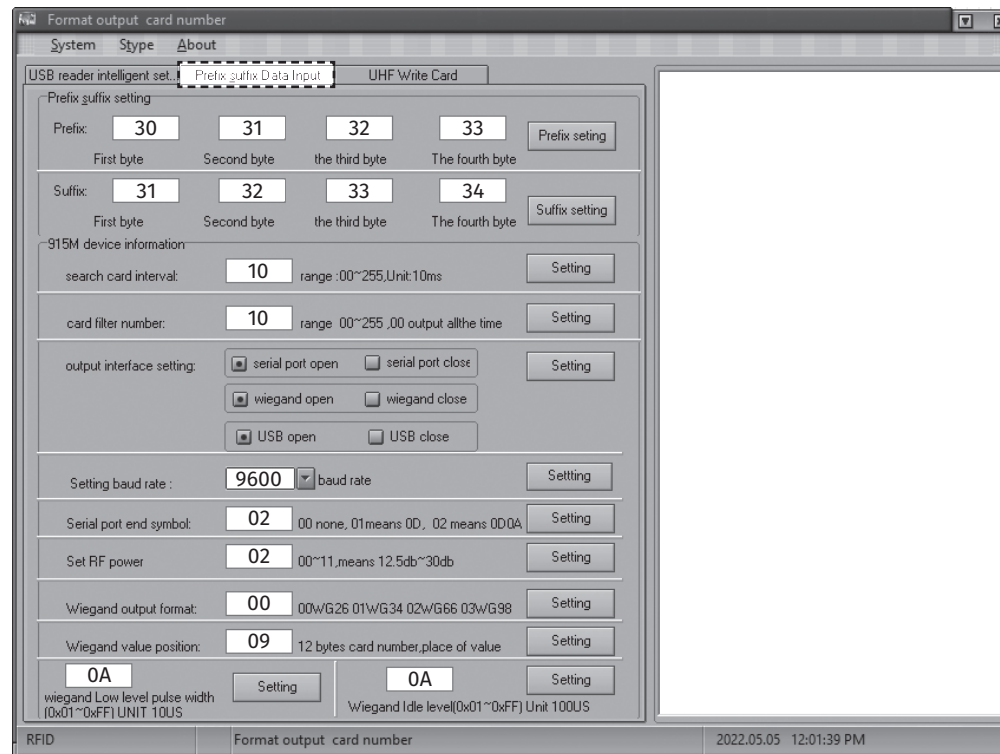 Format output card number
System Stype About
USB reader intelligent set.. Prefix suffix Data Input UHF Write Card
Prefix suffix setting
Prefix: 30 31 32 33 Prefix seting
First byte Second byte the third byte The fourth byte
Suffix: 31 32 33 34 Suffix setting
First byte Second byte the third byte The fourth byte
915M device information
search card interval: 10 range :00~255,Unit:10ms Setting
card filter number: 10 range 00~255 ,00 output allthe time Setting
output interface setting: serial port open serial port close Setting
wiegand open wiegand close
USB open USB close
Setting baud rate : 9600 baud rate Settting
Serial port end symbol: 02 00 none, 01means 0D, 02 means 0D0A Setting
Set RF power 02 00~11,means 12.5db~30db Setting
Wiegand output format: 00 00WG26 01WG34 02WG66 03WG98 Setting
Wiegand value position: 09 12 bytes card number,place of value Setting
0A Setting 0A Setting
wiegand Low level pulse width
(0x01~0xFF) UNIT 10US Wiegand Idle level(0x01~0xFF) Unit 100US
RFID Format output card number 2022.05.05 12:01:39 PM